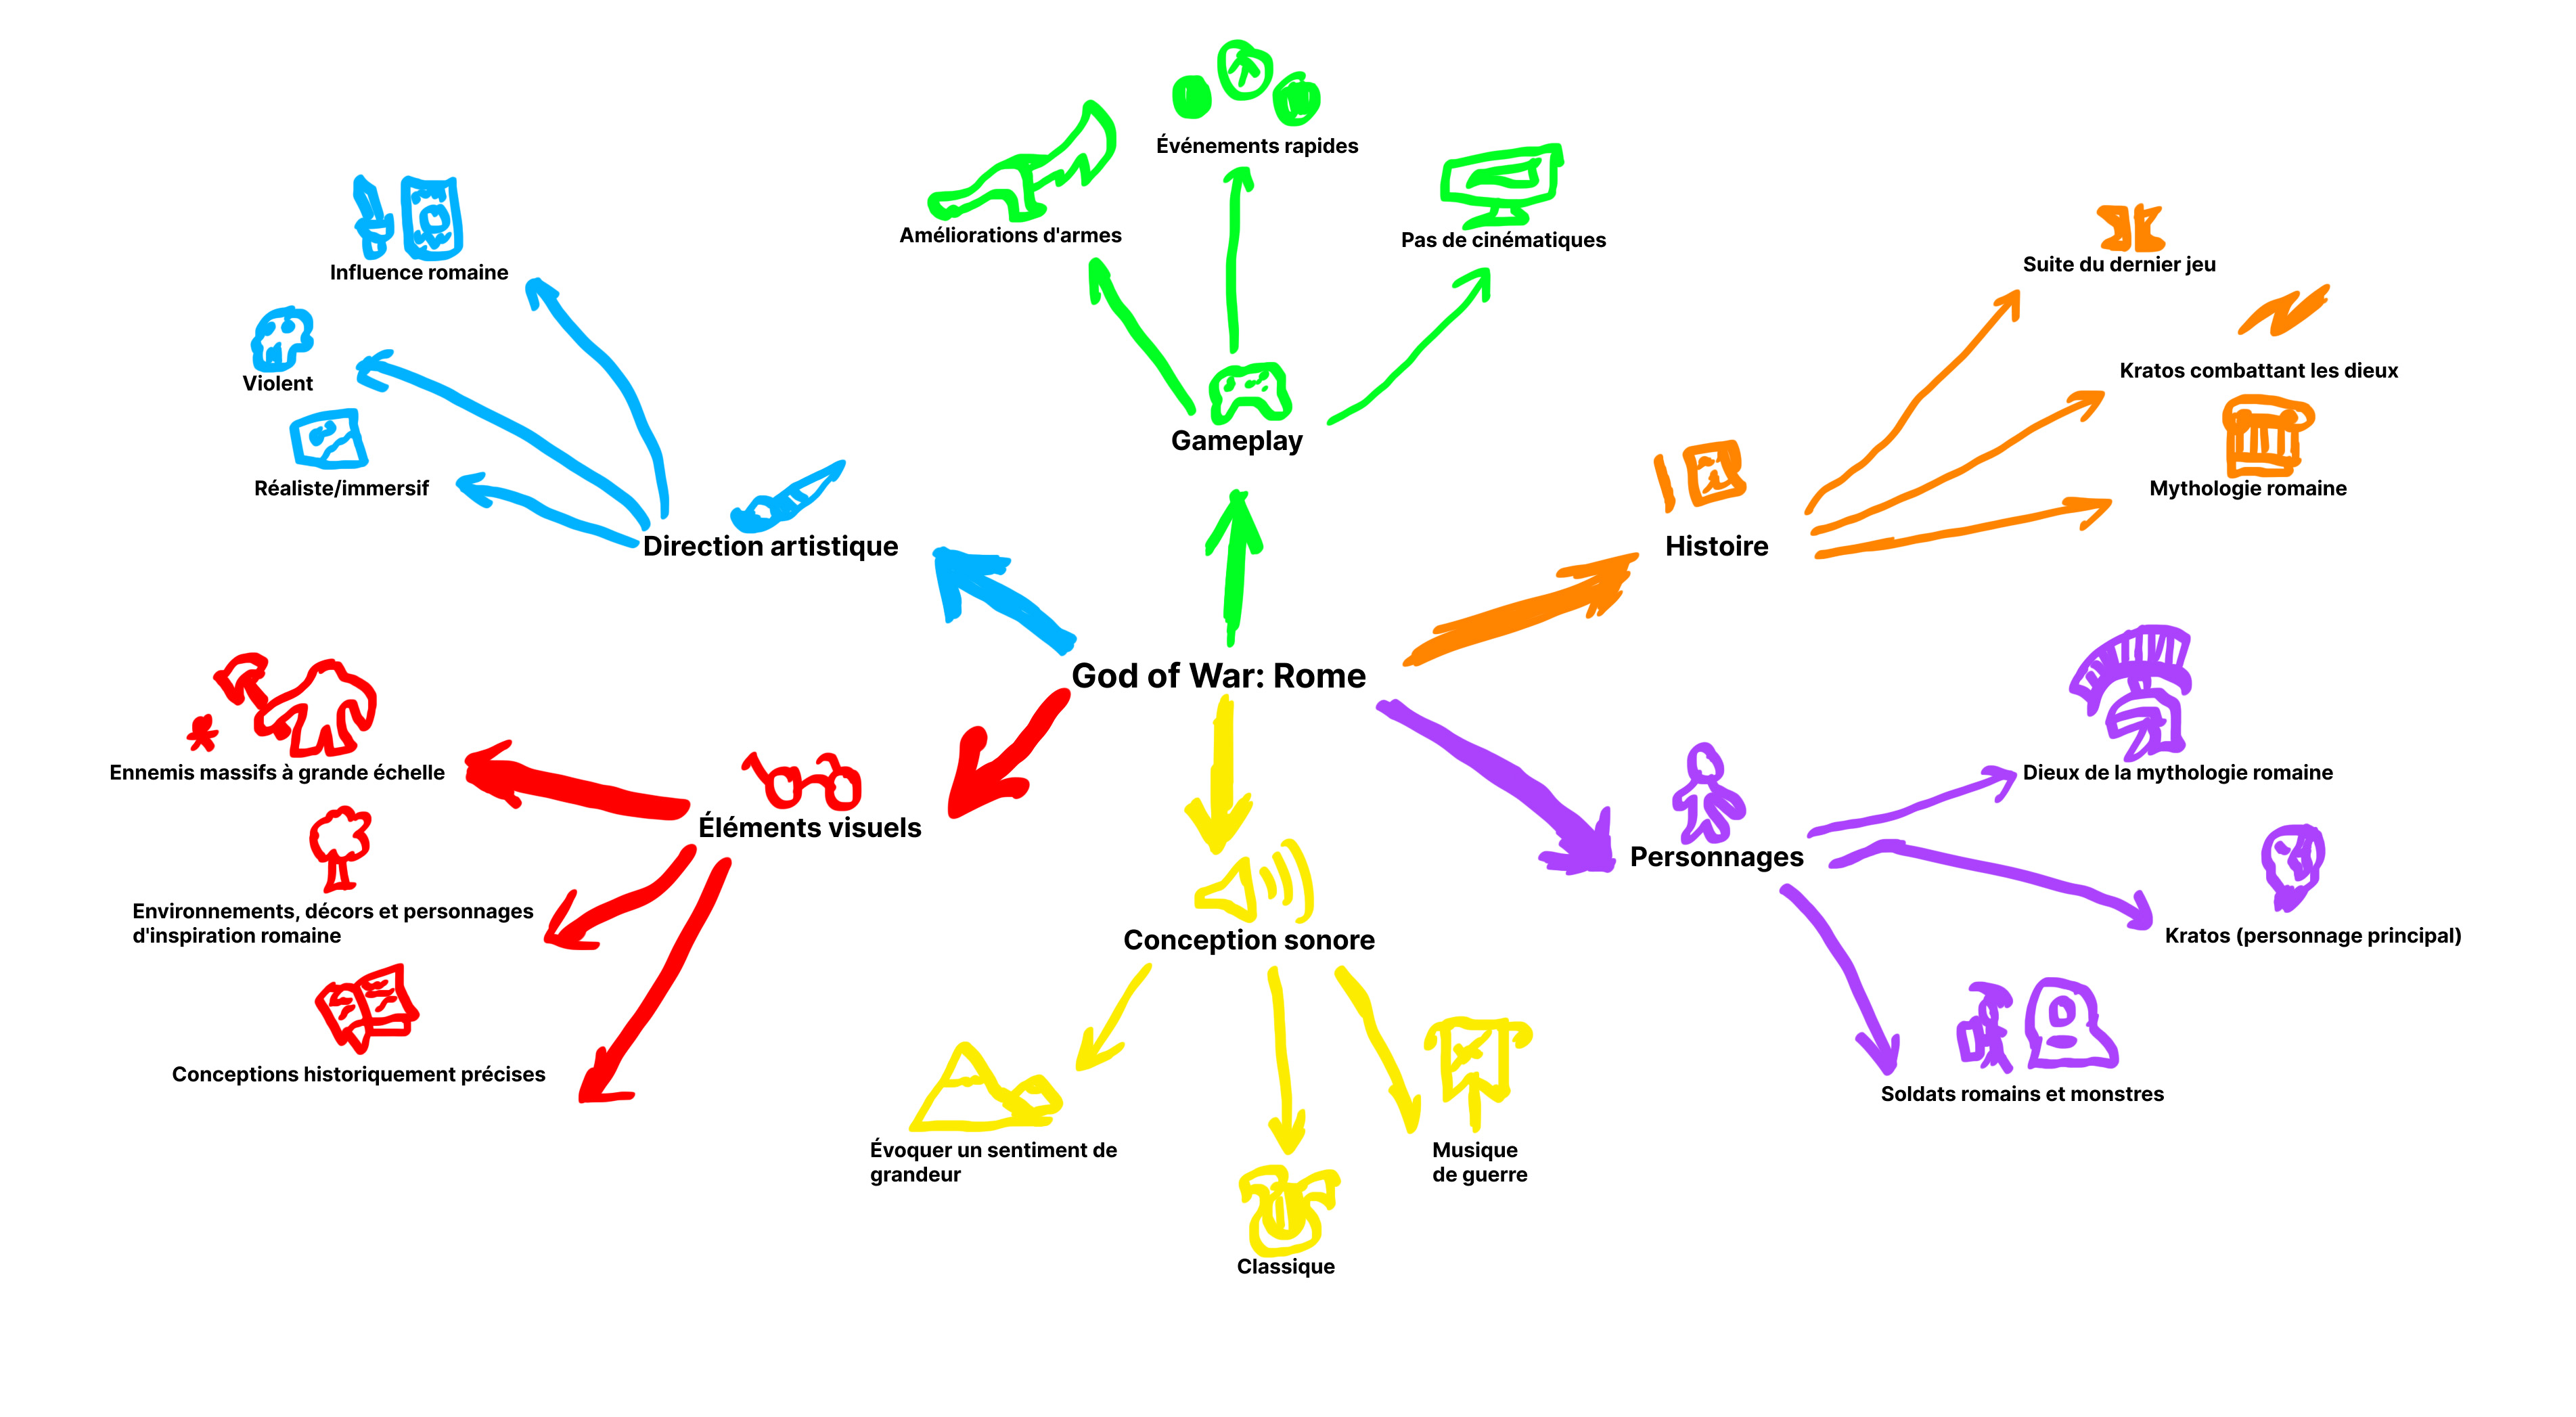 Événements rapides
Améliorations d'armes
Pas de cinématiques
Gameplay
Influence romaine
Violent
Réaliste/immersif
Direction artistique
Suite du dernier jeu
Kratos combattant les dieux
Mythologie romaine
Histoire
God of War: Rome
Ennemis massifs à grande échelle
Éléments visuels
Environnements, décors et personnages
d'inspiration romaine
Conceptions historiquement précises
Conception sonore
Évoquer un sentiment de
grandeur
Classique
Musique
de guerre
Personnages
Dieux de la mythologie romaine
Kratos (personnage principal)
Soldats romains et monstres